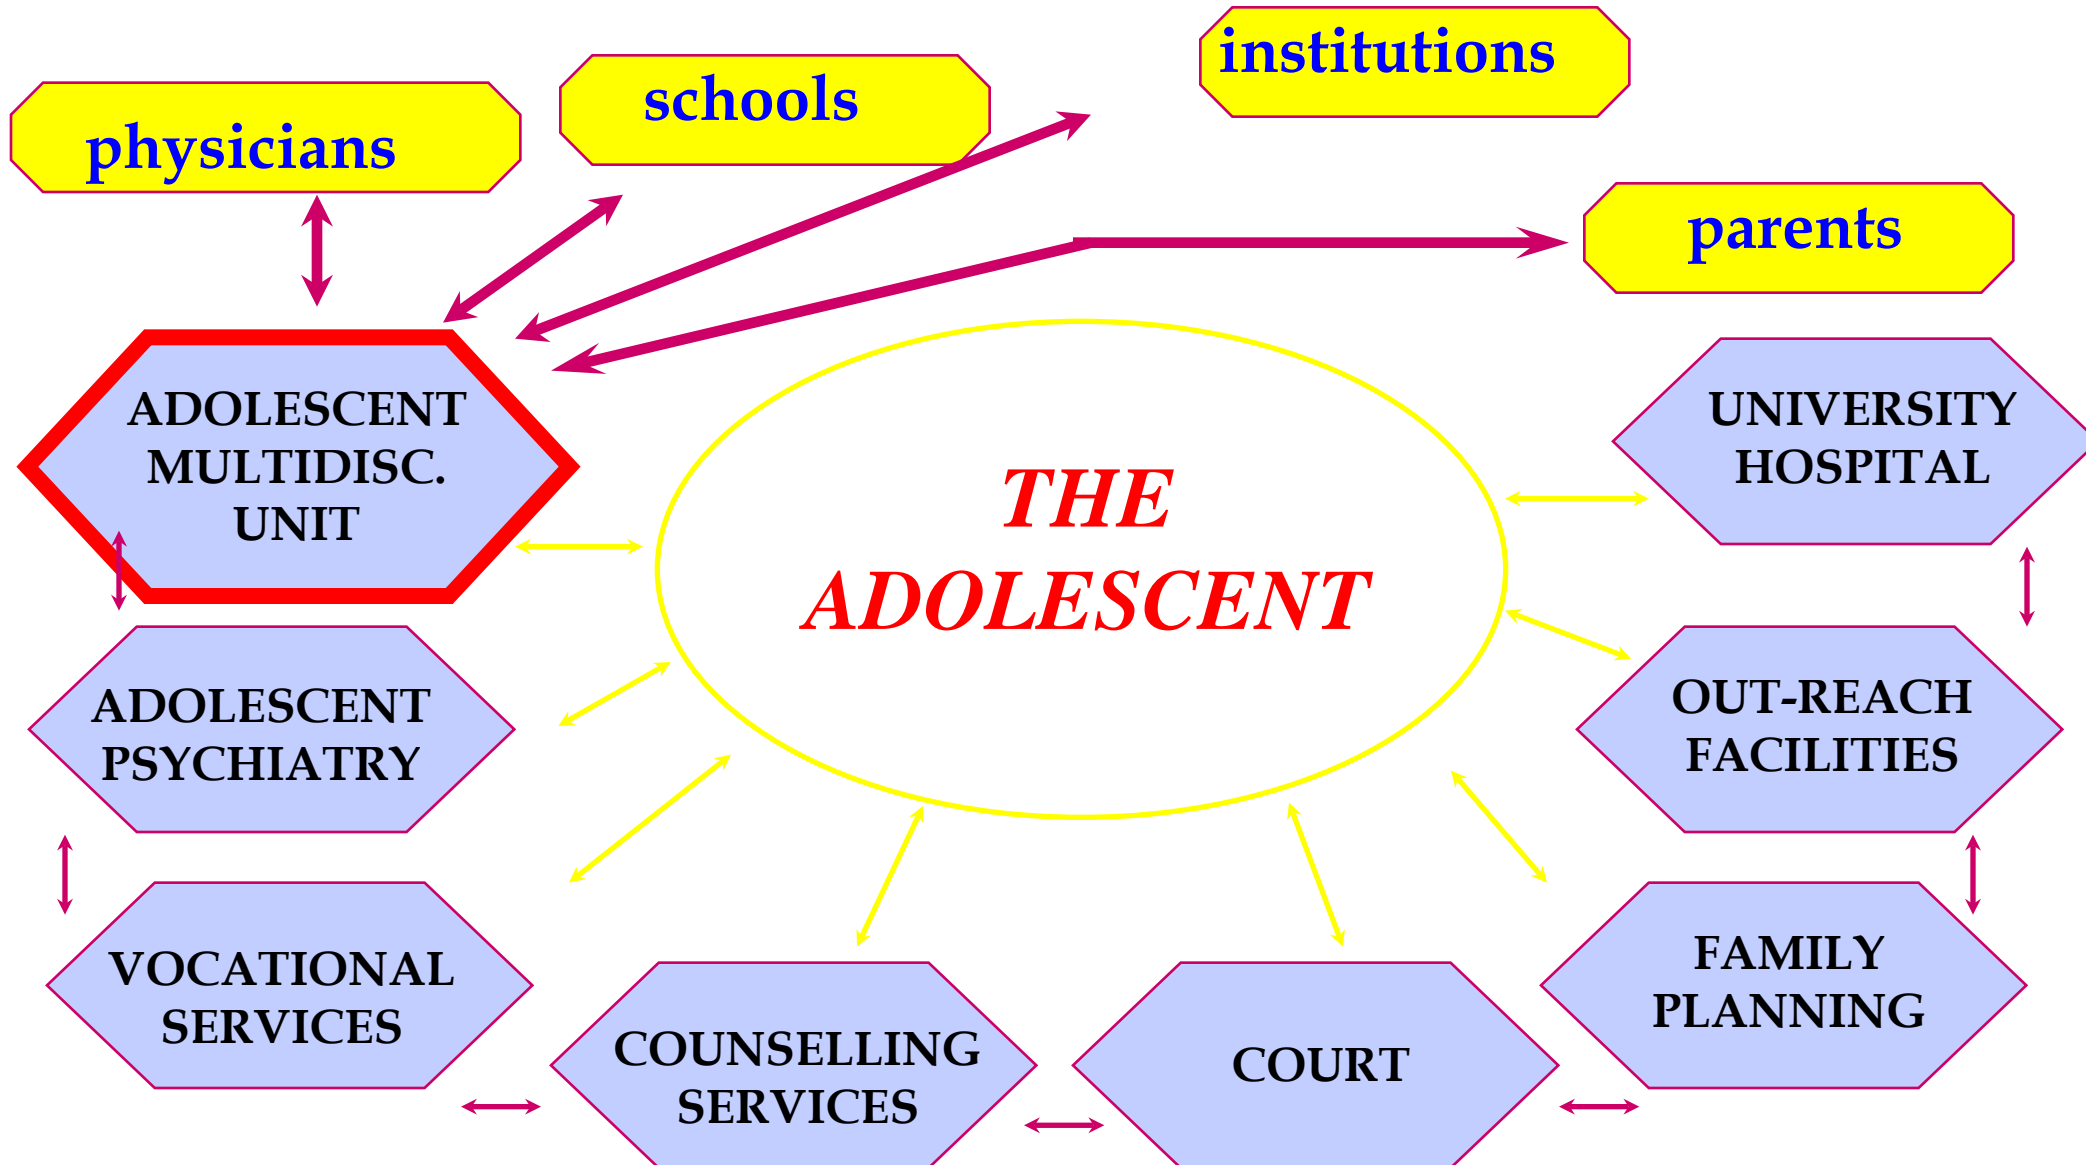 institutions
schools
physicians
parents
ADOLESCENT
MULTIDISC.
UNIT
UNIVERSITY
HOSPITAL
THE
ADOLESCENT
ADOLESCENT
PSYCHIATRY
OUT-REACH
FACILITIES
VOCATIONAL
SERVICES
FAMILY
PLANNING
COUNSELLING
SERVICES
COURT